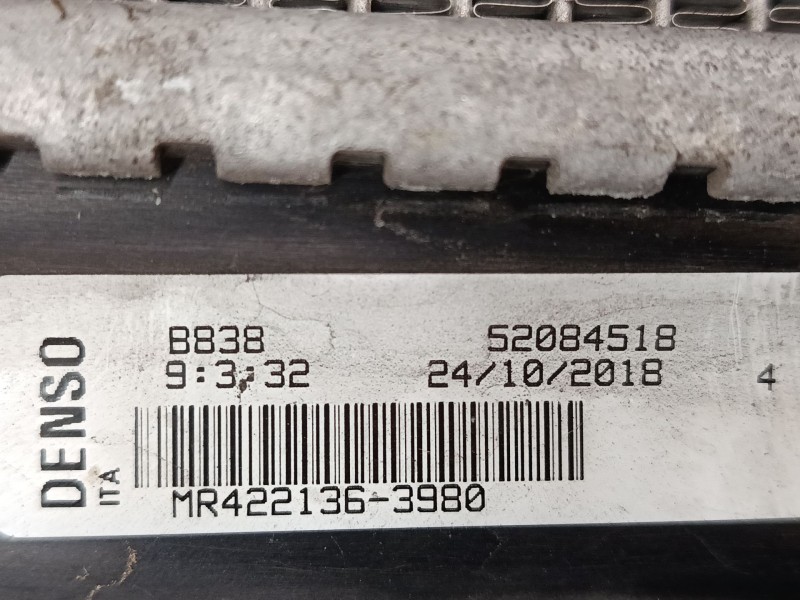 DENSO
ITA
B838 52084518
9:3:32 24/10/2018 4
MR422136-3980